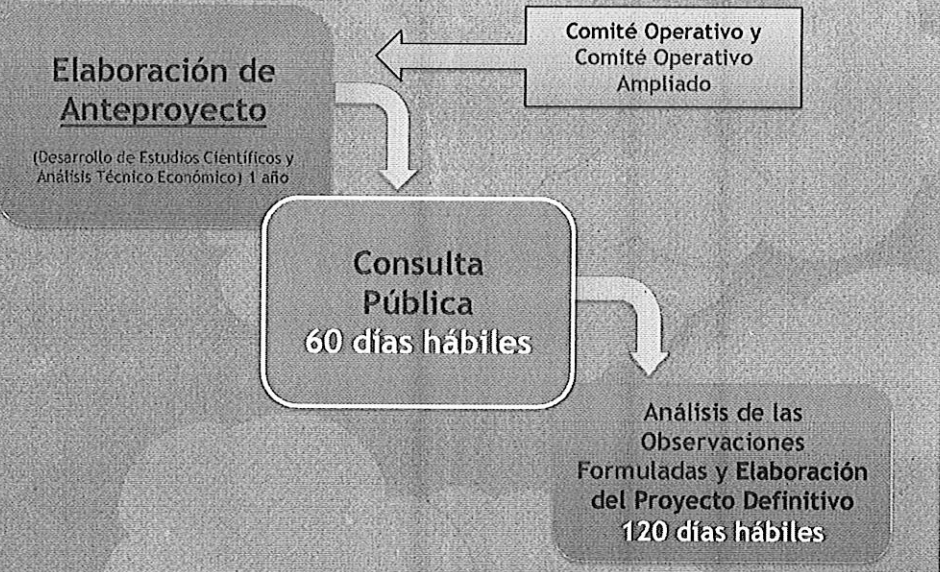 Elaboración de
Anteproyecto
(Desarrollo de Estudios Científicos y
Análisis Técnico Económico) 1 año
Comité Operativo y
Comité Operativo
Ampliado
Consulta
Pública
60 días hábiles
Análisis de las
Observaciones
Formuladas y Elaboración
del Proyecto Definitivo
120 días hábiles